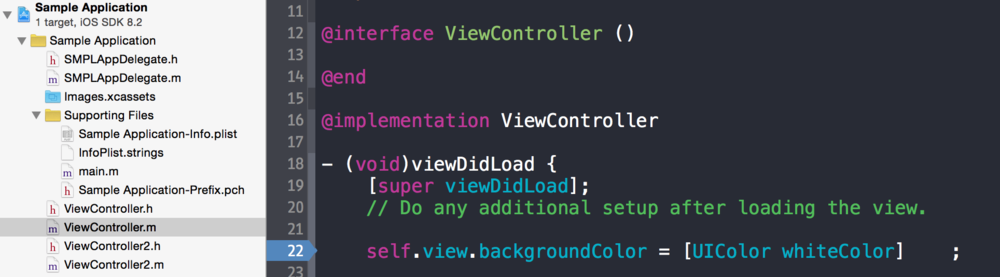 Sample Application
1 target, iOS SDK 8.2
Sample Application
h SMPLAppDelegate.h
m SMPLAppDelegate.m
Images.xcassets
Supporting Files
Sample Application-Info.plist
InfoPlist.strings
m main.m
h Sample Application-Prefix.pch
h ViewController.h
m ViewController.m
h ViewController2.h
m ViewController2.m
11
12 @interface ViewController ()
13
14 @end
15
16 @implementation ViewController
17
18 - (void)viewDidLoad {
19 [super viewDidLoad];
20 // Do any additional setup after loading the view.
21
22 self.view.backgroundColor = [UIColor whiteColor] ;
23